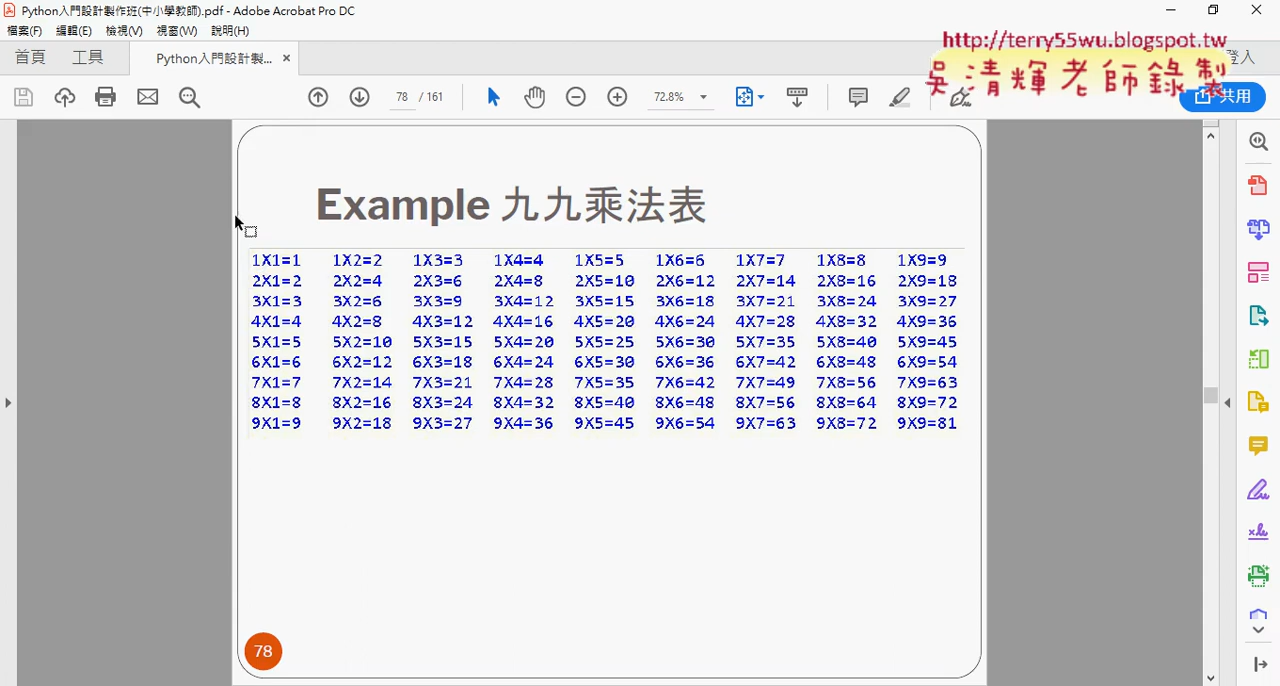 Python入門設計製作班(中小學教師).pdf - Adobe Acrobat Pro DC
檔案(F) 編輯(E) 檢視(V) 視窗(W) 說明(H)
http://terry55wu.blogspot.tw
吳清輝老師錄製
首頁 工具 Python入門設計製... × 登入
78 / 161 72.8% 共用
Example 九九乘法表
1X1=1 1X2=2 1X3=3 1X4=4 1X5=5 1X6=6 1X7=7 1X8=8 1X9=9
2X1=2 2X2=4 2X3=6 2X4=8 2X5=10 2X6=12 2X7=14 2X8=16 2X9=18
3X1=3 3X2=6 3X3=9 3X4=12 3X5=15 3X6=18 3X7=21 3X8=24 3X9=27
4X1=4 4X2=8 4X3=12 4X4=16 4X5=20 4X6=24 4X7=28 4X8=32 4X9=36
5X1=5 5X2=10 5X3=15 5X4=20 5X5=25 5X6=30 5X7=35 5X8=40 5X9=45
6X1=6 6X2=12 6X3=18 6X4=24 6X5=30 6X6=36 6X7=42 6X8=48 6X9=54
7X1=7 7X2=14 7X3=21 7X4=28 7X5=35 7X6=42 7X7=49 7X8=56 7X9=63
8X1=8 8X2=16 8X3=24 8X4=32 8X5=40 8X6=48 8X7=56 8X8=64 8X9=72
9X1=9 9X2=18 9X3=27 9X4=36 9X5=45 9X6=54 9X7=63 9X8=72 9X9=81
78